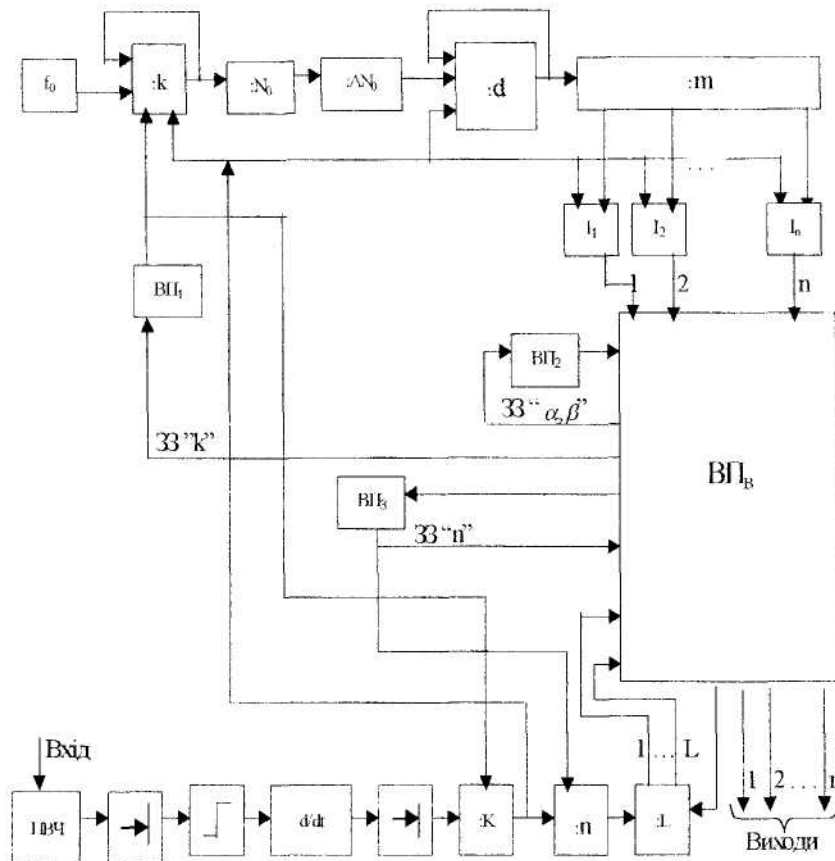 f₀
:k
:N₀
:ΔN₀
:d
:m
...
I₁
I₂
Iₙ
1
2
n
ВП₁
ВП₂
ЗЗ “α,β”
ЗЗ ”k”
ВП₃
ЗЗ “n”
ВПв
1 ... L
Вхід
ПВЧ
d/dt
:K
:n
:L
1 2 ... n
Виходи